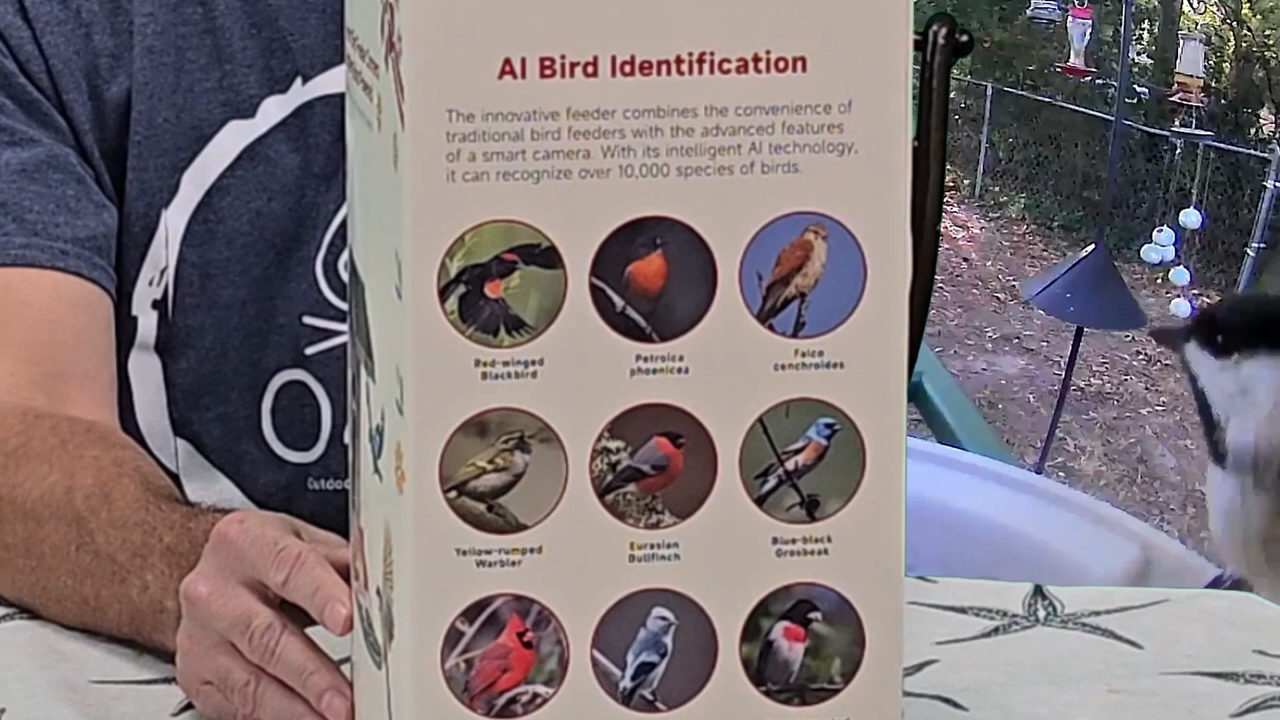 AI Bird Identification
The innovative feeder combines the convenience of
traditional bird feeders with the advanced features
of a smart camera. With its intelligent AI technology,
it can recognize over 10,000 species of birds.
Red-winged
Blackbird
Petroica
phoenicea
Falco
cenchroides
Yellow-rumped
Warbler
Eurasian
Bullfinch
Blue-black
Grosbeak
Outdoo